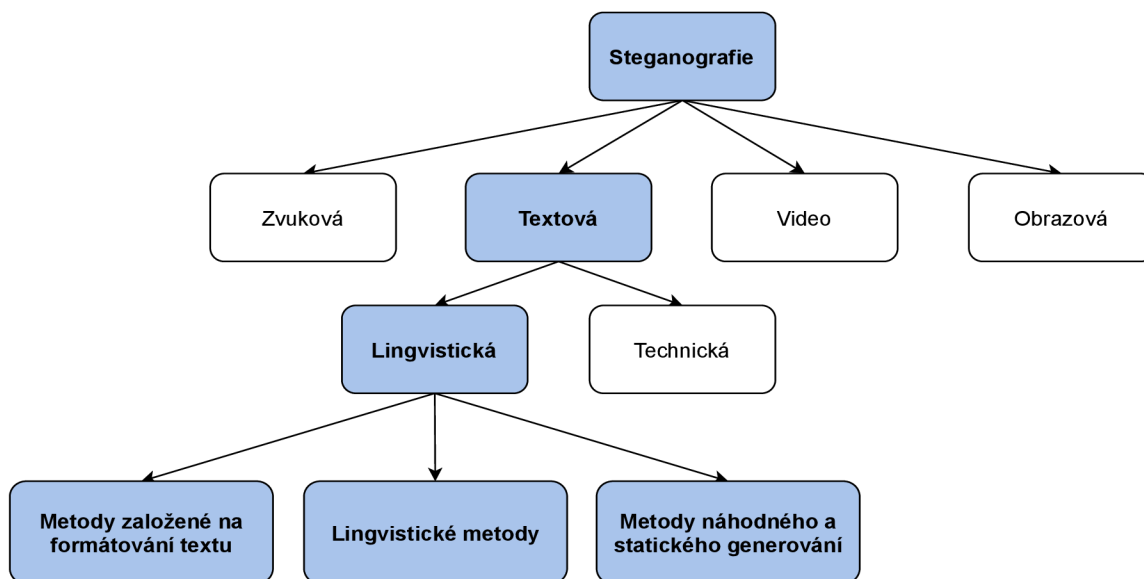 Steganografie
Zvuková
Textová
Video
Obrazová
Lingvistická
Technická
Metody založené na
formátování textu
Lingvistické metody
Metody náhodného a
statického generování